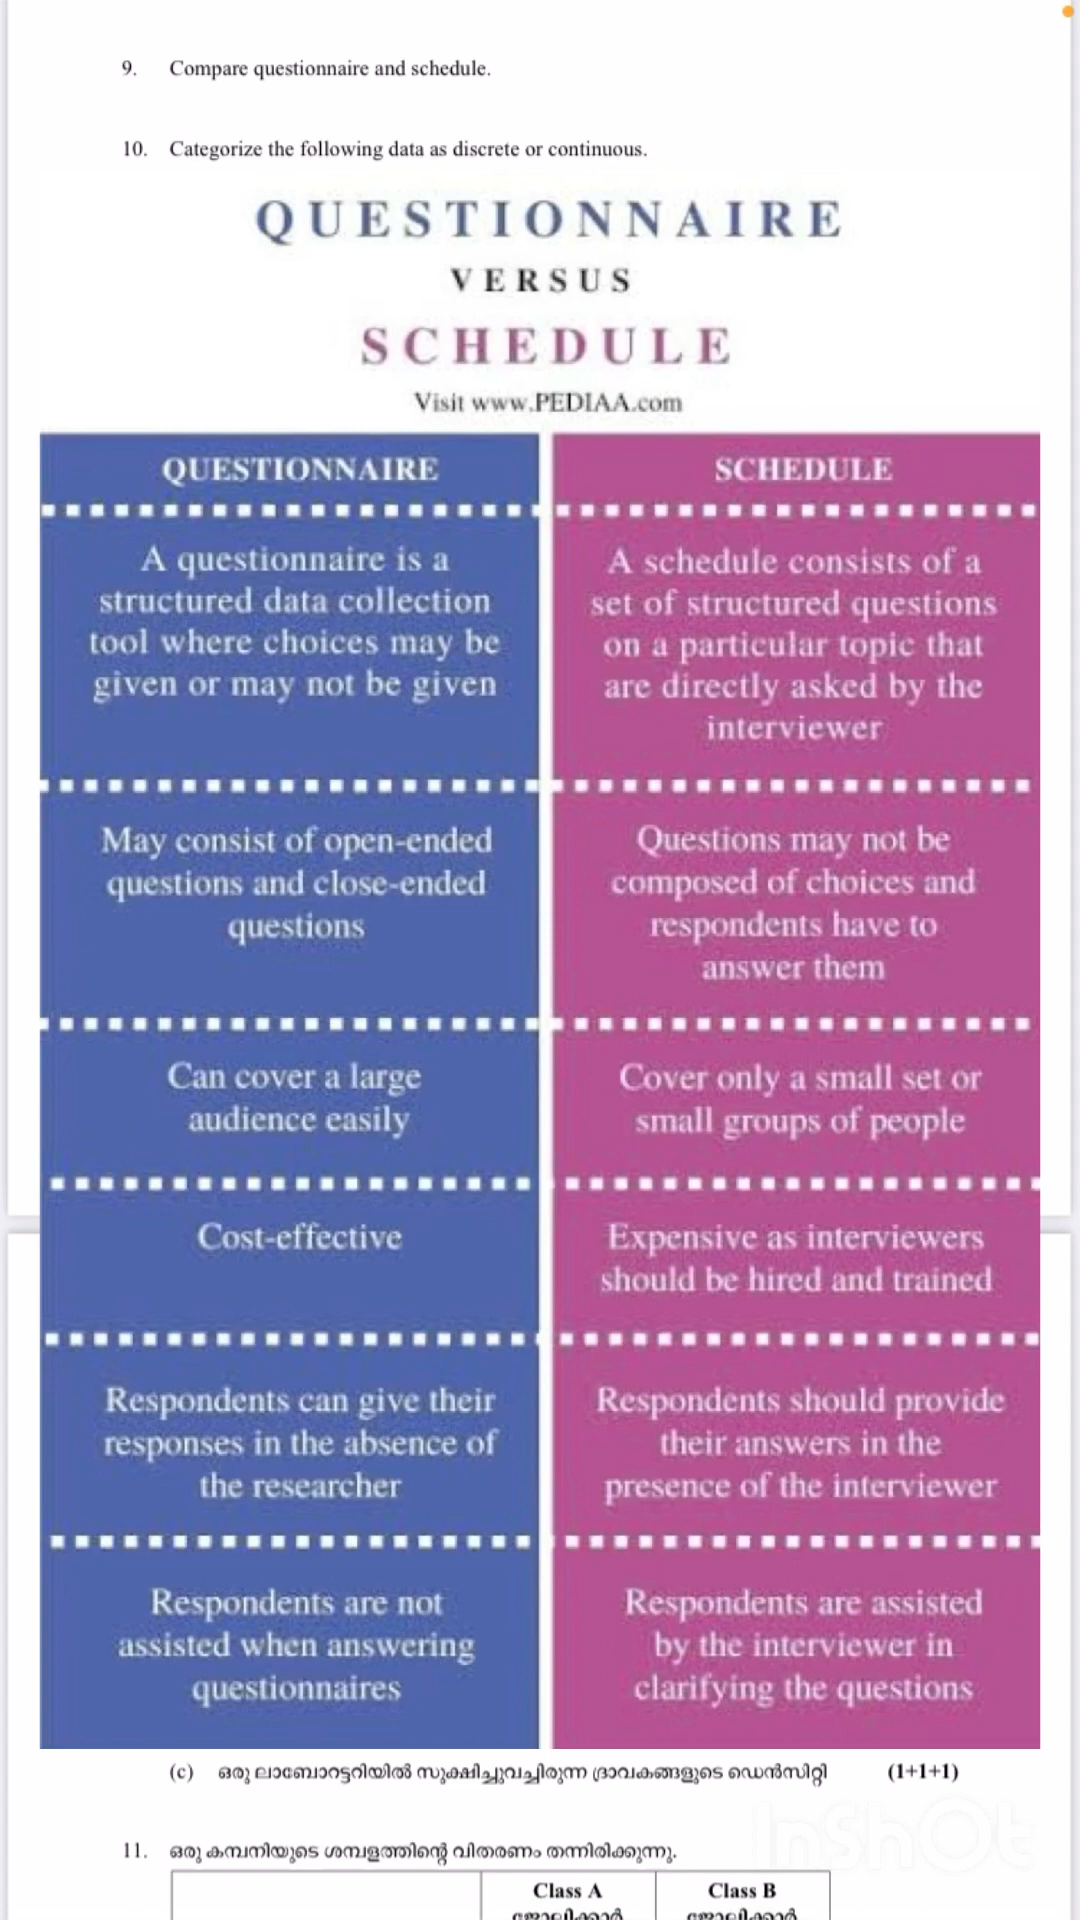 9. Compare questionnaire and schedule.
10. Categorize the following data as discrete or continuous.
QUESTIONNAIRE
VERSUS
SCHEDULE
Visit www.PEDIAA.com
QUESTIONNAIRE
A questionnaire is a
structured data collection
tool where choices may be
given or may not be given
May consist of open-ended
questions and close-ended
questions
Can cover a large
audience easily
Cost-effective
Respondents can give their
responses in the absence of
the researcher
Respondents are not
assisted when answering
questionnaires
SCHEDULE
A schedule consists of a
set of structured questions
on a particular topic that
are directly asked by the
interviewer
Questions may not be
composed of choices and
respondents have to
answer them
Cover only a small set or
small groups of people
Expensive as interviewers
should be hired and trained
Respondents should provide
their answers in the
presence of the interviewer
Respondents are assisted
by the interviewer in
clarifying the questions
(c) ഒരു ലാബോറട്ടറിയിൽ സൂക്ഷിച്ചുവച്ചിരുന്ന ദ്രാവകങ്ങളുടെ ഡെൻസിറ്റി (1+1+1)
InShOt
11. ഒരു കമ്പനിയുടെ ശമ്പളത്തിന്റെ വിതരണം തന്നിരിക്കുന്നു.
Class A Class B